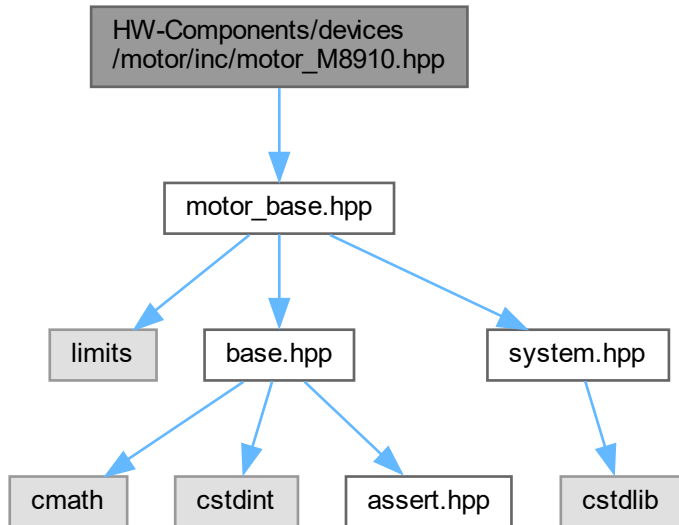 HW-Components/devices
/motor/inc/motor_M8910.hpp
motor_base.hpp
limits
base.hpp
system.hpp
cmath
cstdint
assert.hpp
cstdlib